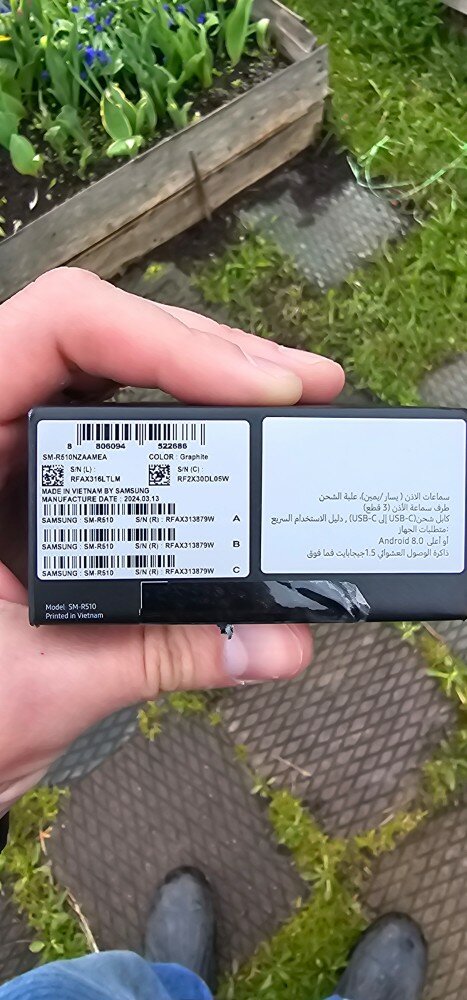 8 806094 522686
SM-R510NZAAMEA COLOR : Graphite
S/N (L) : S/N (C) :
RFAX316LTLM RF2X30DL05W
MADE IN VIETNAM BY SAMSUNG
MANUFACTURE DATE : 2024.03.13
SAMSUNG : SM-R510 S/N (R) : RFAX313879W A
SAMSUNG : SM-R510 S/N (R) : RFAX313879W B
SAMSUNG : SM-R510 S/N (R) : RFAX313879W C
سماعات الاذن ( يسار /يمين)، علبة الشحن
طرف سماعة الأذن (3 قطع)
كابل شحن(USB-C إلى USB-C) , دليل الاستخدام السريع
متطلبات الجهاز:
Android 8.0 أو أعلى
ذاكرة الوصول العشوائي 1.5جيجابايت فما فوق
Model SM-R510
Printed in Vietnam